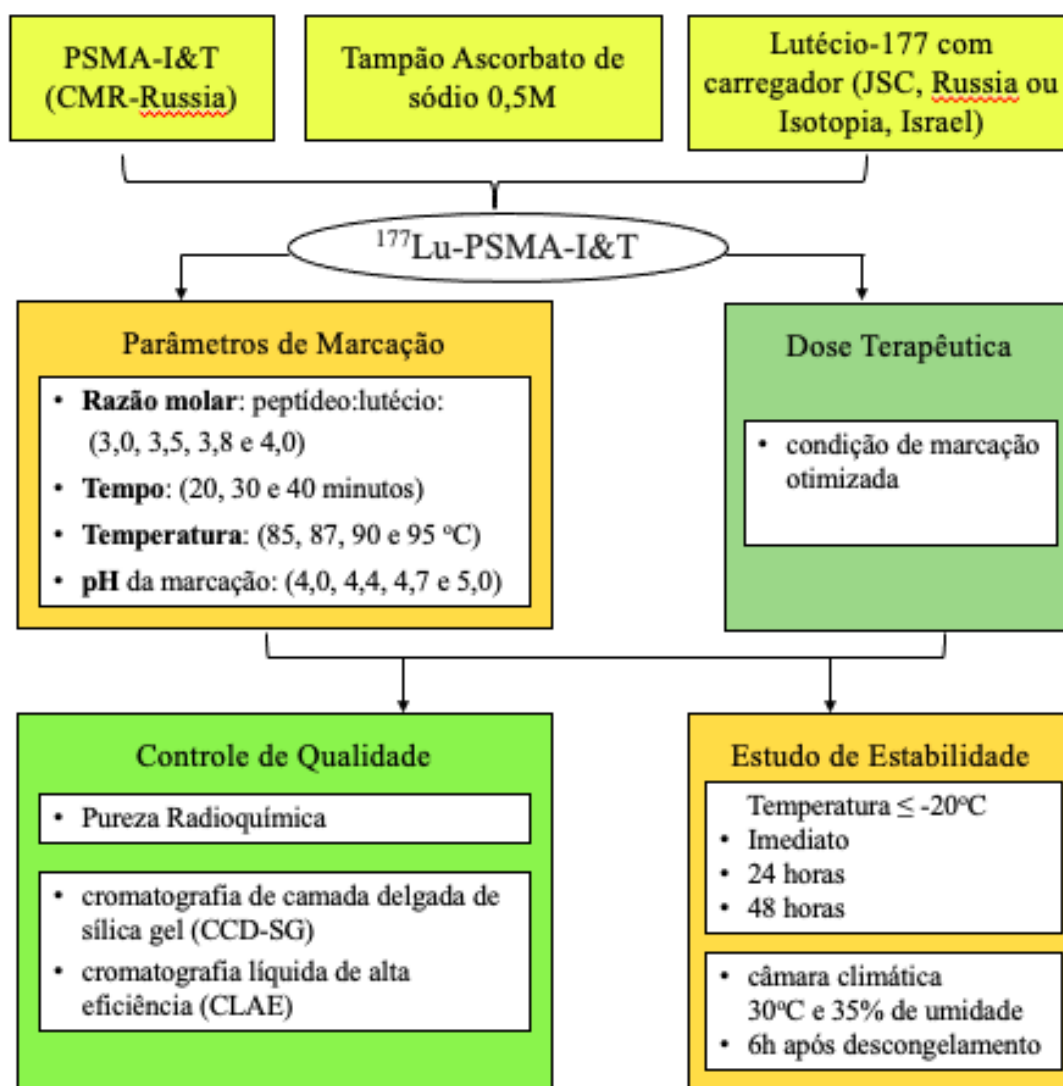 PSMA-I&T
(CMR-Russia)
Tampão Ascorbato de
sódio 0,5M
Lutécio-177 com
carregador (JSC, Russia ou
Isotopia, Israel)
¹⁷⁷Lu-PSMA-I&T
Parâmetros de Marcação
• Razão molar: peptídeo:lutécio:
(3,0, 3,5, 3,8 e 4,0)
• Tempo: (20, 30 e 40 minutos)
• Temperatura: (85, 87, 90 e 95 ºC)
• pH da marcação: (4,0, 4,4, 4,7 e 5,0)
Dose Terapêutica
• condição de marcação
otimizada
Controle de Qualidade
• Pureza Radioquímica
• cromatografia de camada delgada de
sílica gel (CCD-SG)
• cromatografia líquida de alta
eficiência (CLAE)
Estudo de Estabilidade
Temperatura ≤ -20ºC
• Imediato
• 24 horas
• 48 horas
• câmara climática
30ºC e 35% de umidade
• 6h após descongelamento